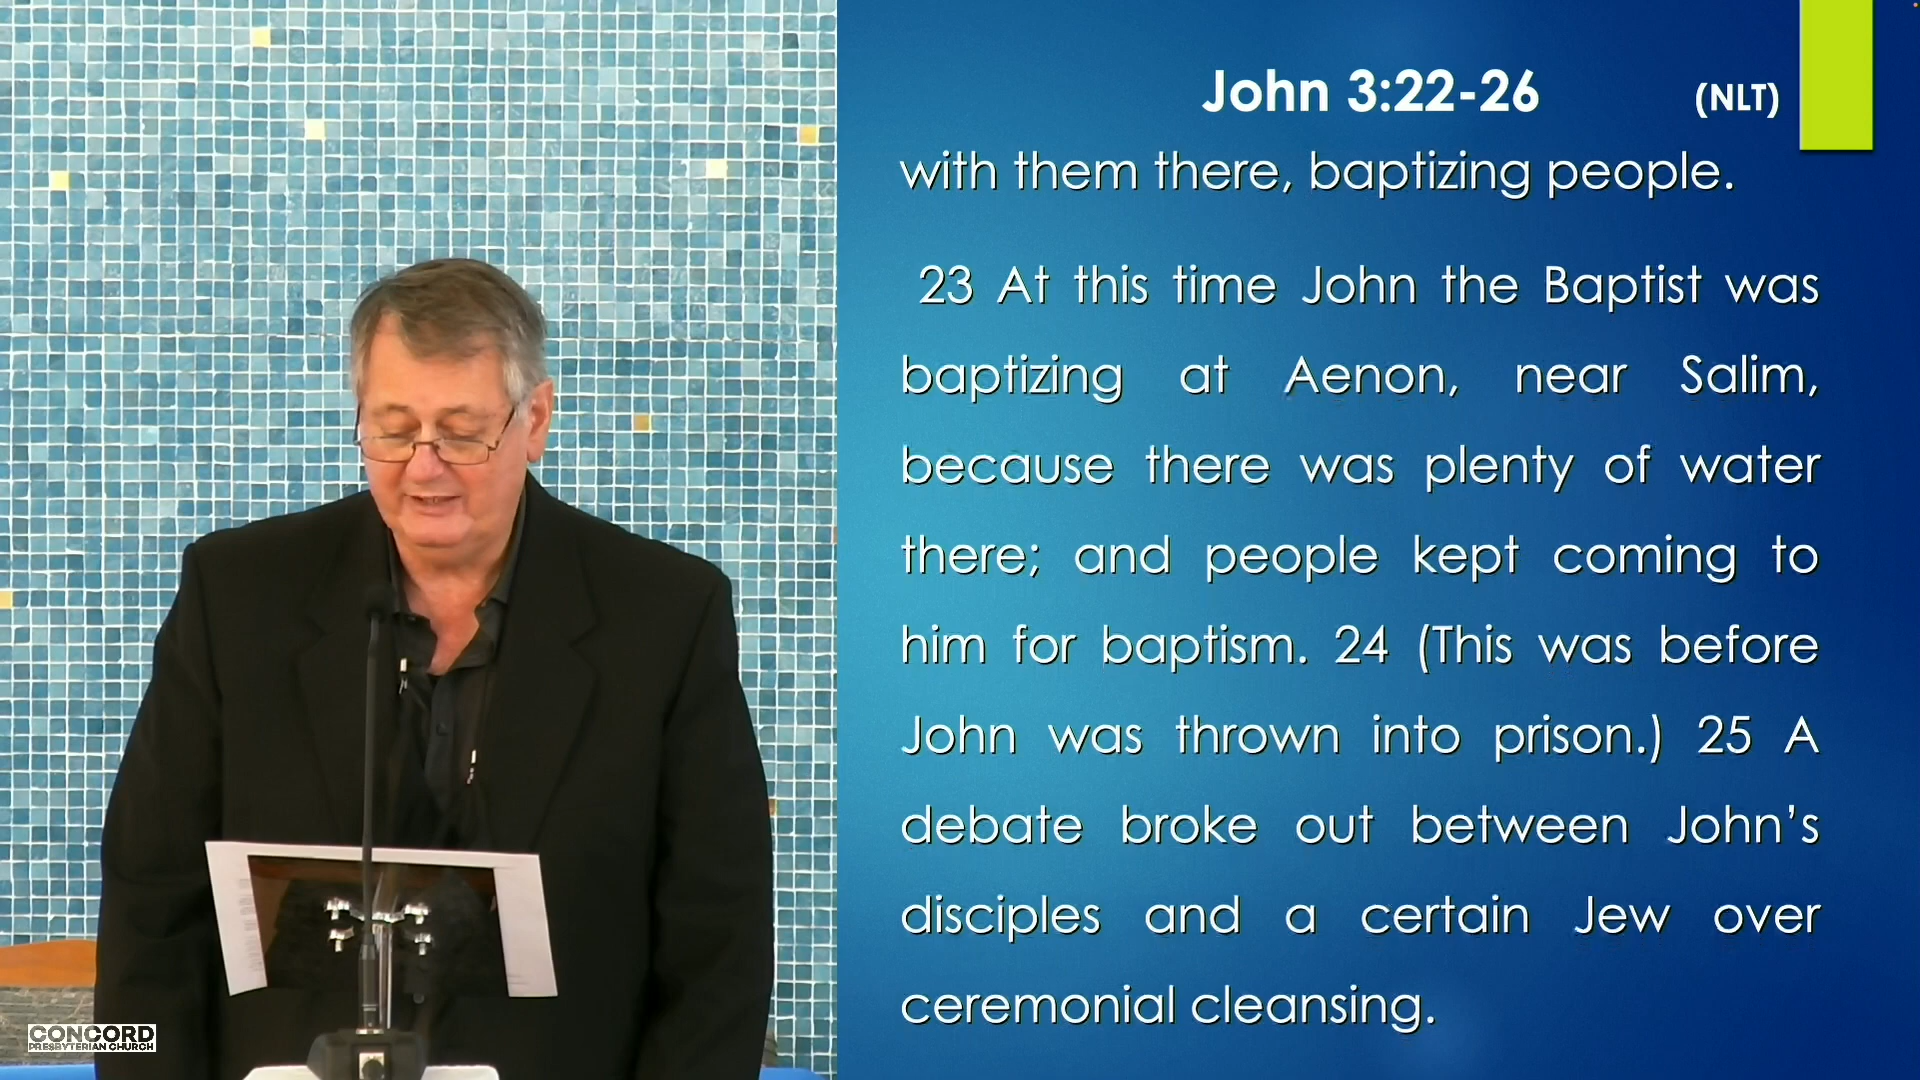 John 3:22-26 (NLT)
with them there, baptizing people.
23 At this time John the Baptist was
baptizing at Aenon, near Salim,
because there was plenty of water
there; and people kept coming to
him for baptism. 24 (This was before
John was thrown into prison.) 25 A
debate broke out between John’s
disciples and a certain Jew over
ceremonial cleansing.
CONCORD
PRESBYTERIAN CHURCH